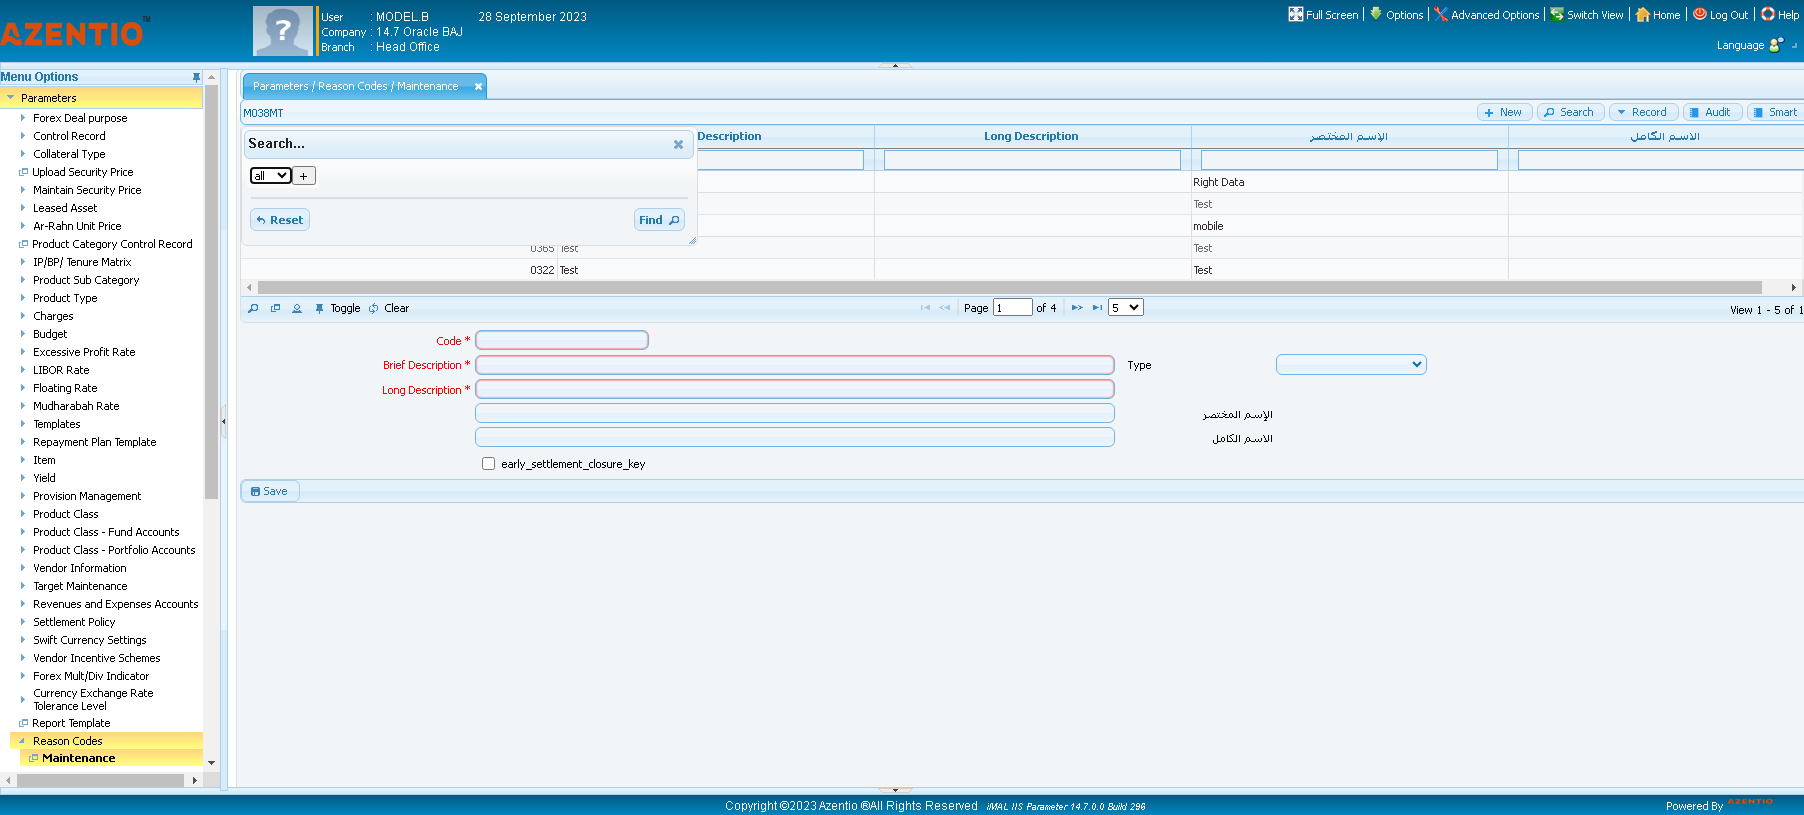 AZENTIO™
User : MODEL.B 28 September 2023
Company : 14.7 Oracle BAJ
Branch : Head Office
Full Screen
Options
Advanced Options
Switch View
Home
Log Out
Help
Language
Menu Options
Parameters
Forex Deal purpose
Control Record
Collateral Type
Upload Security Price
Maintain Security Price
Leased Asset
Ar-Rahn Unit Price
Product Category Control Record
IP/BP/ Tenure Matrix
Product Sub Category
Product Type
Charges
Budget
Excessive Profit Rate
LIBOR Rate
Floating Rate
Mudharabah Rate
Templates
Repayment Plan Template
Item
Yield
Provision Management
Product Class
Product Class - Fund Accounts
Product Class - Portfolio Accounts
Vendor Information
Target Maintenance
Revenues and Expenses Accounts
Settlement Policy
Swift Currency Settings
Vendor Incentive Schemes
Forex Mult/Div Indicator
Currency Exchange Rate
Tolerance Level
Report Template
Reason Codes
Maintenance
Parameters / Reason Codes / Maintenance
M038MT
New
Search
Record
Audit
Smart
Search...
all
+
Reset
Find
Description
Long Description
الإسم المختصر
الاسم الكامل
Right Data
Test
mobile
0365 Test Test
0322 Test Test
Toggle
Clear
Page 1 of 4
5
View 1 - 5 of 1
Code *
Brief Description *
Type
Long Description *
الإسم المختصر
الاسم الكامل
early_settlement_closure_key
Save
Copyright ©2023 Azentio ®All Rights Reserved iMAL IIS Parameter 14.7.0.0 Build 296
Powered By AZENTIO